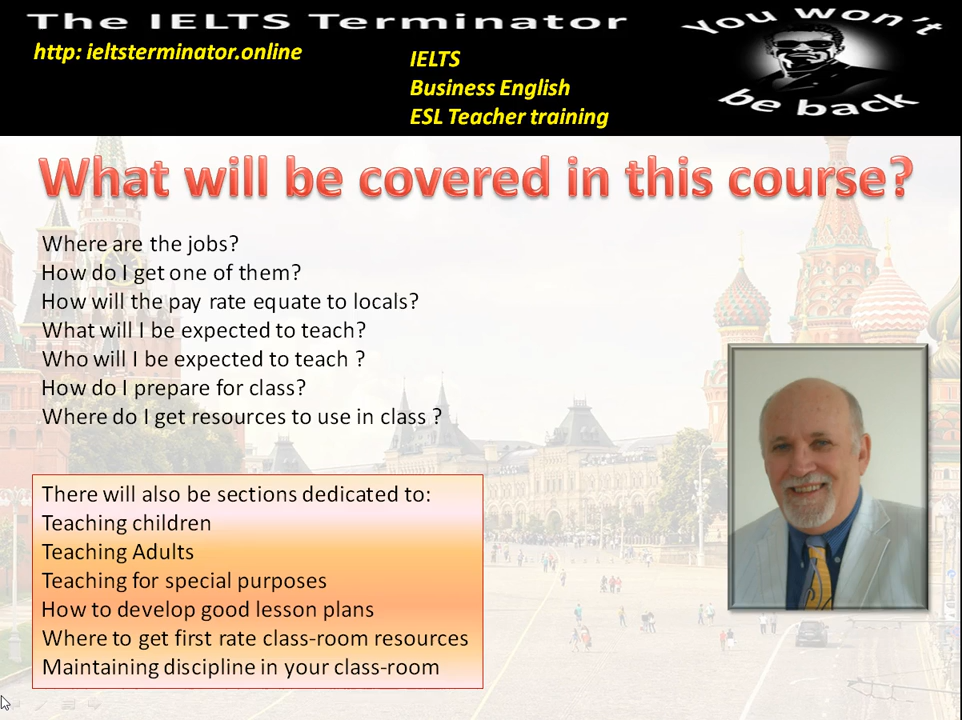 The IELTS Terminator
http: ieltsterminator.online
IELTS
Business English
ESL Teacher training
You won't
be back
What will be covered in this course?
Where are the jobs?
How do I get one of them?
How will the pay rate equate to locals?
What will I be expected to teach?
Who will I be expected to teach ?
How do I prepare for class?
Where do I get resources to use in class ?
There will also be sections dedicated to:
Teaching children
Teaching Adults
Teaching for special purposes
How to develop good lesson plans
Where to get first rate class-room resources
Maintaining discipline in your class-room